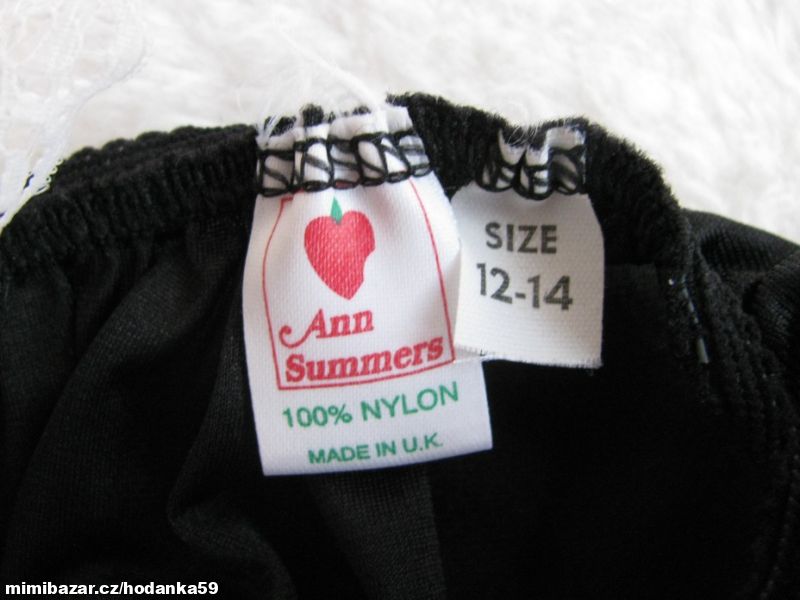 Ann
Summers
100% NYLON
MADE IN U.K.
SIZE
12-14
mimibazar.cz/hodanka59